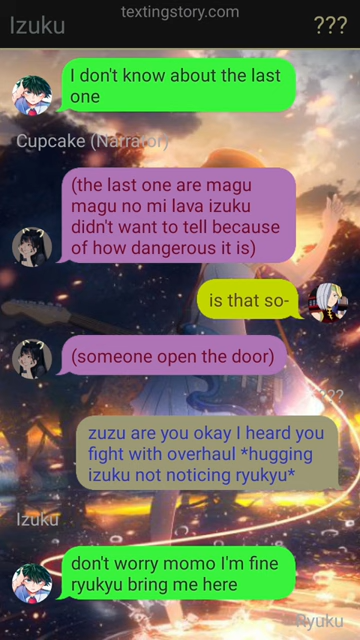 textingstory.com
Izuku
???
I don't know about the last
one
Cupcake (Narrator)
(the last one are magu
magu no mi lava izuku
didn't want to tell because
of how dangerous it is)
is that so-
(someone open the door)
???
zuzu are you okay I heard you
fight with overhaul *hugging
izuku not noticing ryukyu*
Izuku
don't worry momo I'm fine
ryukyu bring me here
Ryuku